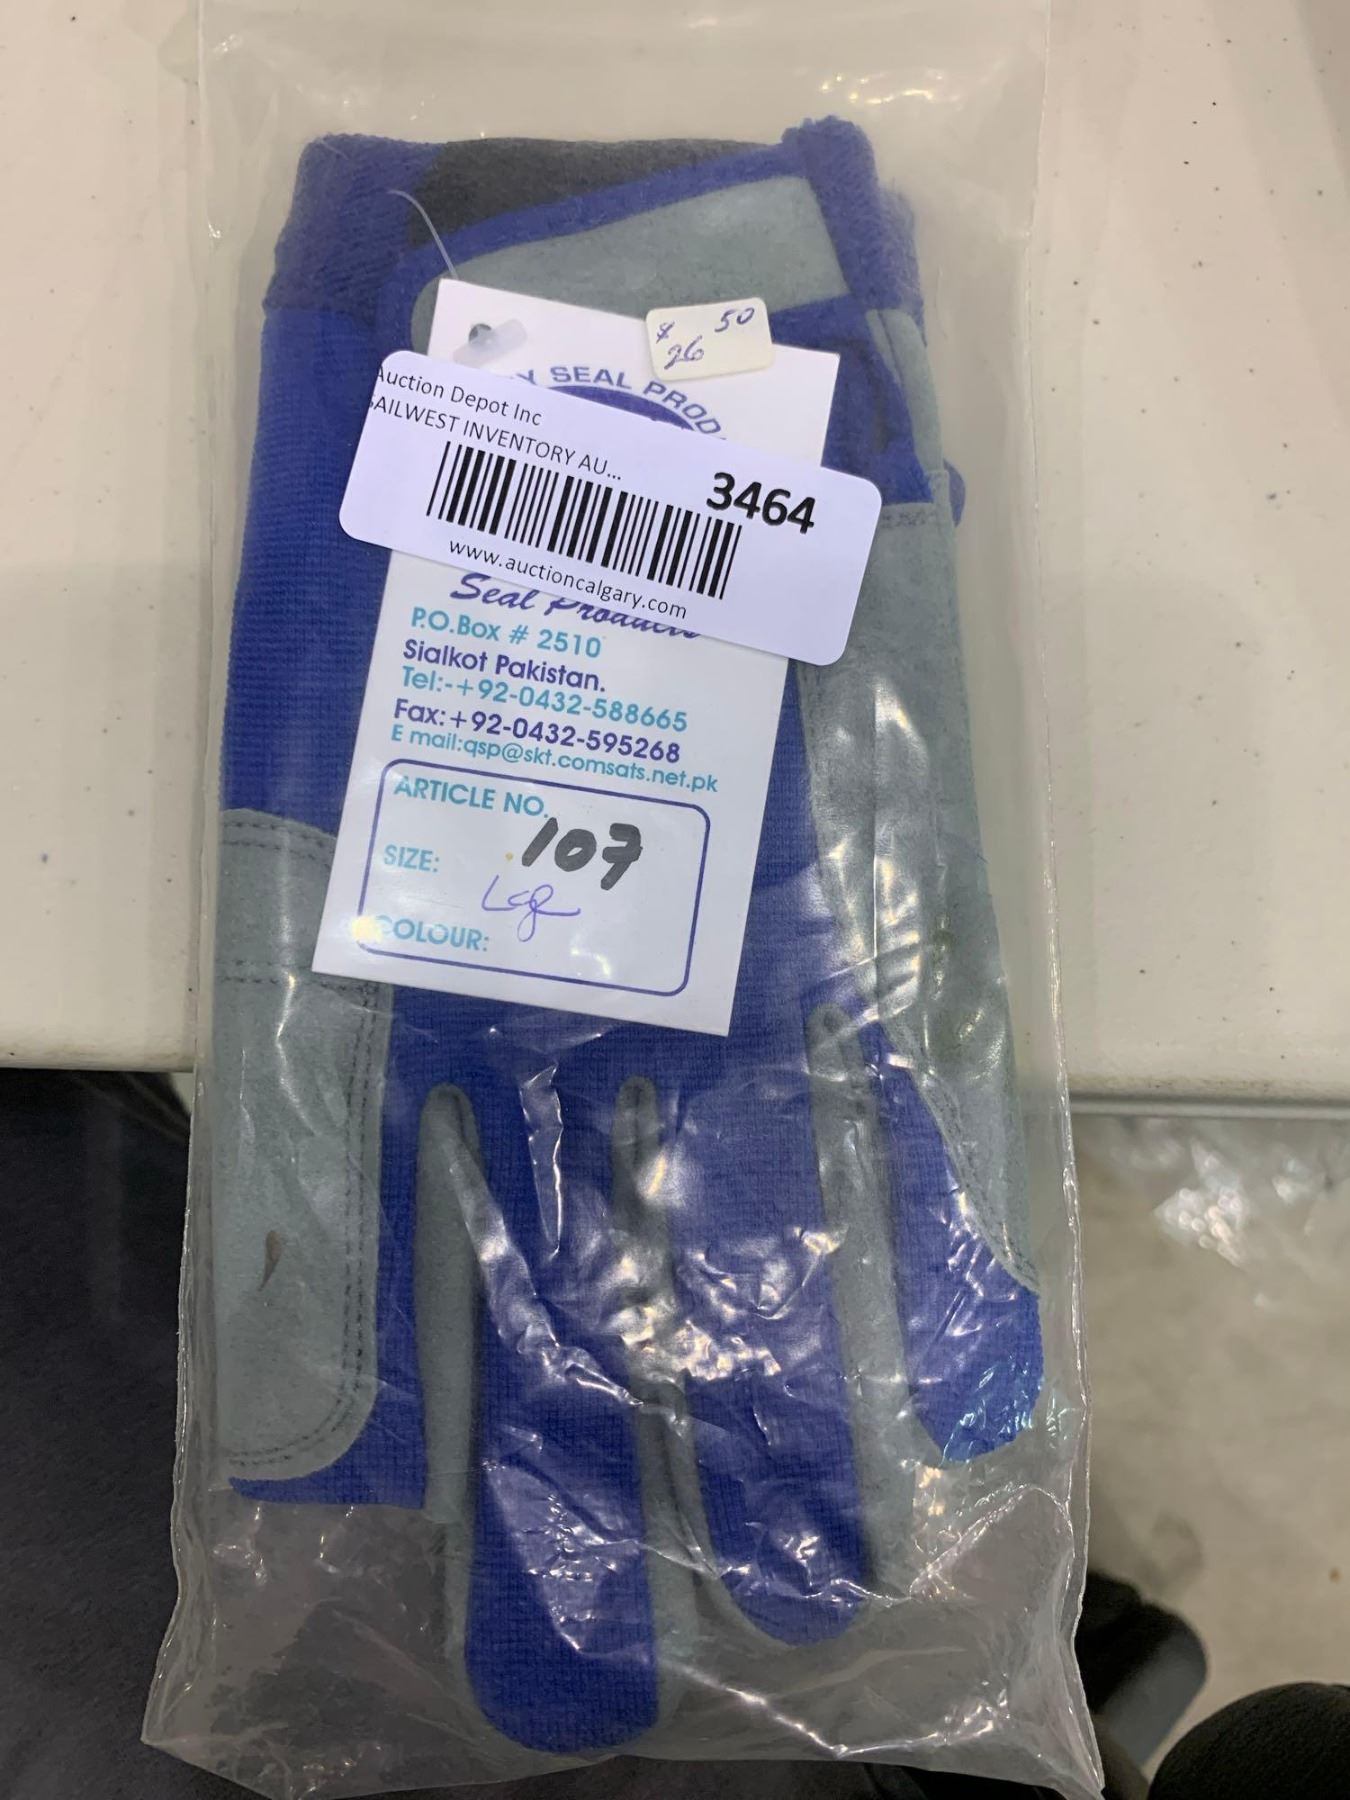 $ 26 50
SEAL PROD
Auction Depot Inc
SAILWEST INVENTORY AU...
3464
www.auctioncalgary.com
Seal Products
P.O.Box # 2510
Sialkot Pakistan.
Tel:-+92-0432-588665
Fax:+92-0432-595268
E mail:qsp@skt.comsats.net.pk
ARTICLE NO.
107
SIZE:
Lge
COLOUR: